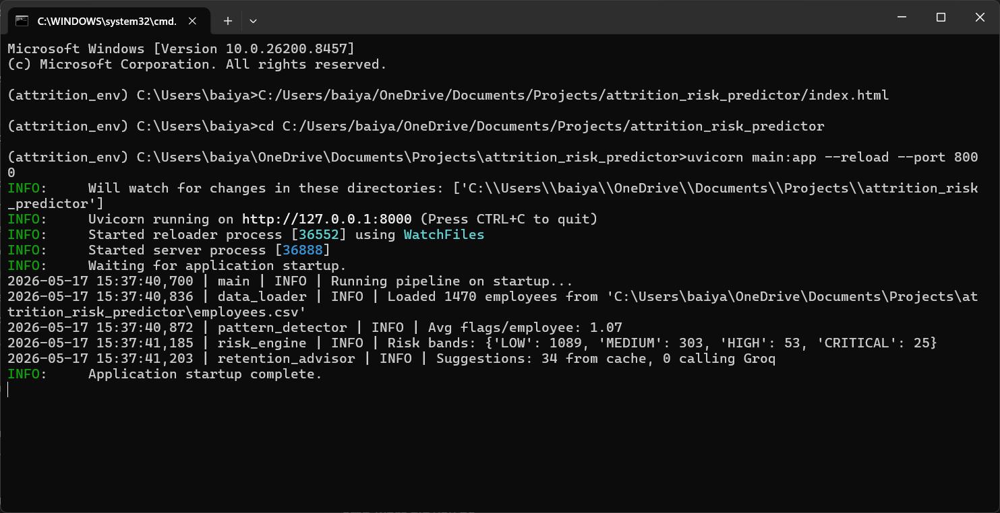 C:\WINDOWS\system32\cmd.
Microsoft Windows [Version 10.0.26200.8457]
(c) Microsoft Corporation. All rights reserved.
(attrition_env) C:\Users\baiya>C:/Users/baiya/OneDrive/Documents/Projects/attrition_risk_predictor/index.html
(attrition_env) C:\Users\baiya>cd C:/Users/baiya/OneDrive/Documents/Projects/attrition_risk_predictor
(attrition_env) C:\Users\baiya\OneDrive\Documents\Projects\attrition_risk_predictor>uvicorn main:app --reload --port 800
0
INFO:     Will watch for changes in these directories: ['C:\\Users\\baiya\\OneDrive\\Documents\\Projects\\attrition_risk
_predictor']
INFO:     Uvicorn running on http://127.0.0.1:8000 (Press CTRL+C to quit)
INFO:     Started reloader process [36552] using WatchFiles
INFO:     Started server process [36888]
INFO:     Waiting for application startup.
2026-05-17 15:37:40,700 | main | INFO | Running pipeline on startup...
2026-05-17 15:37:40,836 | data_loader | INFO | Loaded 1470 employees from 'C:\Users\baiya\OneDrive\Documents\Projects\at
trition_risk_predictor\employees.csv'
2026-05-17 15:37:40,872 | pattern_detector | INFO | Avg flags/employee: 1.07
2026-05-17 15:37:41,185 | risk_engine | INFO | Risk bands: {'LOW': 1089, 'MEDIUM': 303, 'HIGH': 53, 'CRITICAL': 25}
2026-05-17 15:37:41,203 | retention_advisor | INFO | Suggestions: 34 from cache, 0 calling Groq
INFO:     Application startup complete.